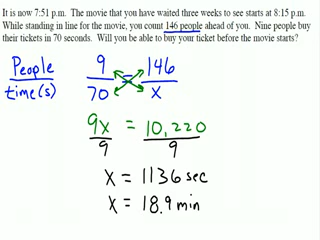 It is now 7:51 p.m. The movie that you have waited three weeks to see starts at 8:15 p.m.
While standing in line for the movie, you count 146 people ahead of you. Nine people buy
their tickets in 70 seconds. Will you be able to buy your ticket before the movie starts?
People 9 = 146
time(s) 70 x
9x = 10,220
9 9
x = 1136 sec
x = 18.9 min